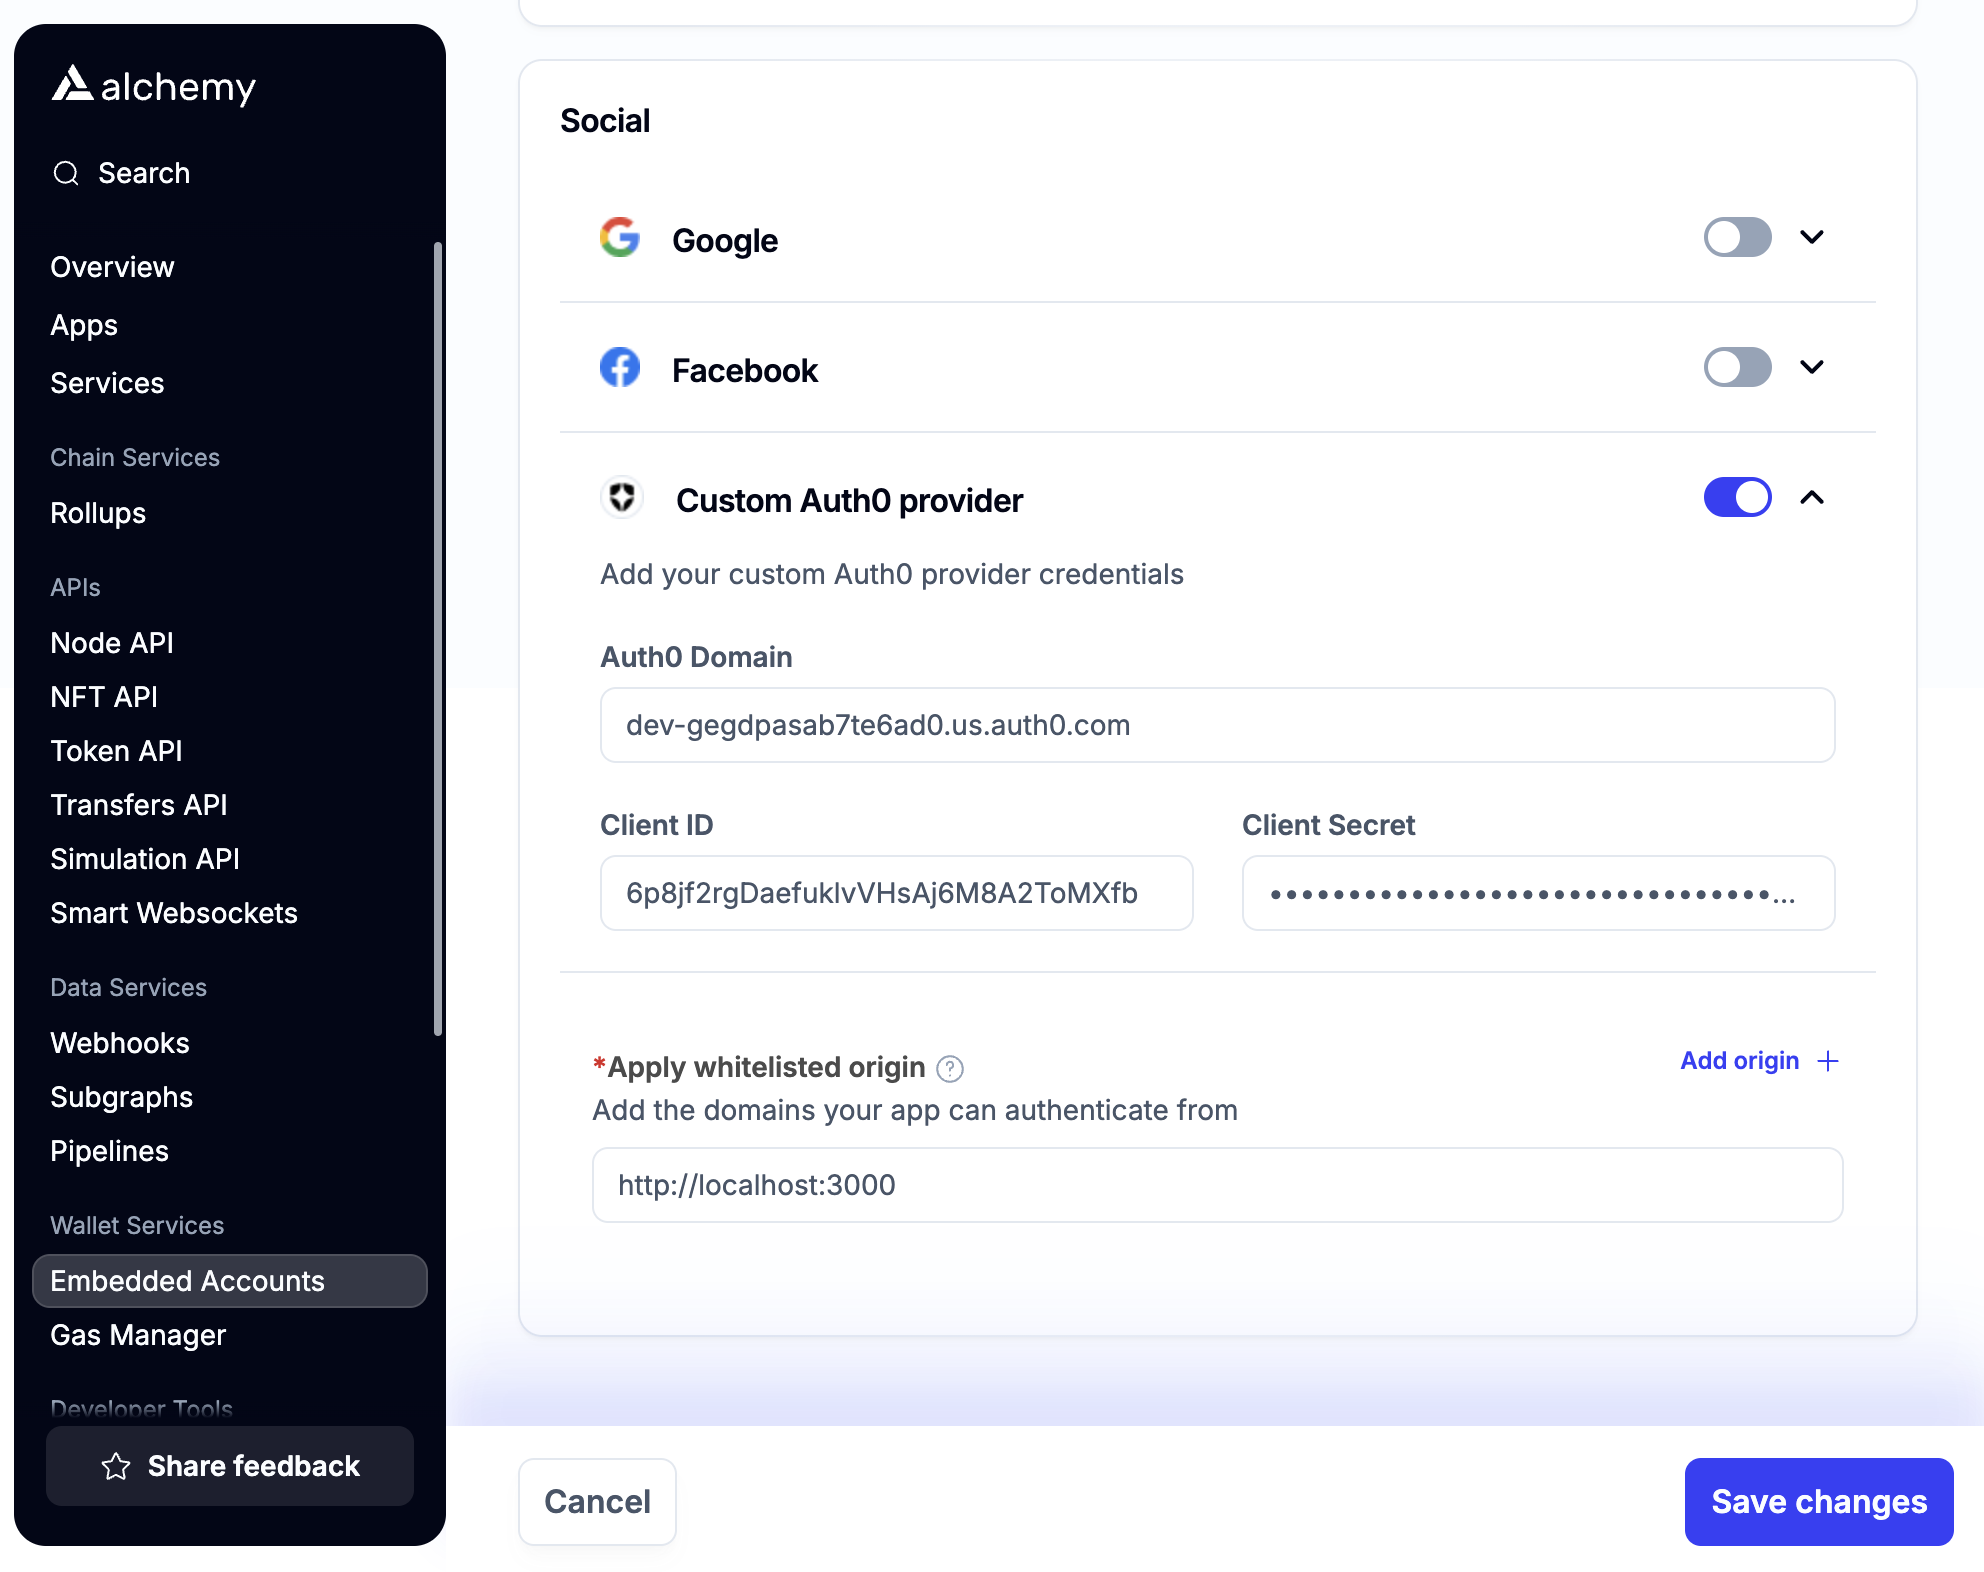 alchemy
Search
Overview
Apps
Services
Chain Services
Rollups
APIs
Node API
NFT API
Token API
Transfers API
Simulation API
Smart Websockets
Data Services
Webhooks
Subgraphs
Pipelines
Wallet Services
Embedded Accounts
Gas Manager
Developer Tools
Share feedback
Social
Google
Facebook
Custom Auth0 provider
Add your custom Auth0 provider credentials
Auth0 Domain
dev-gegdpasab7te6ad0.us.auth0.com
Client ID
6p8jf2rgDaefuklvVHsAj6M8A2ToMXfb
Client Secret
••••••••••••••••••••••••••••••••...
*Apply whitelisted origin ?
Add origin +
Add the domains your app can authenticate from
http://localhost:3000
Cancel
Save changes